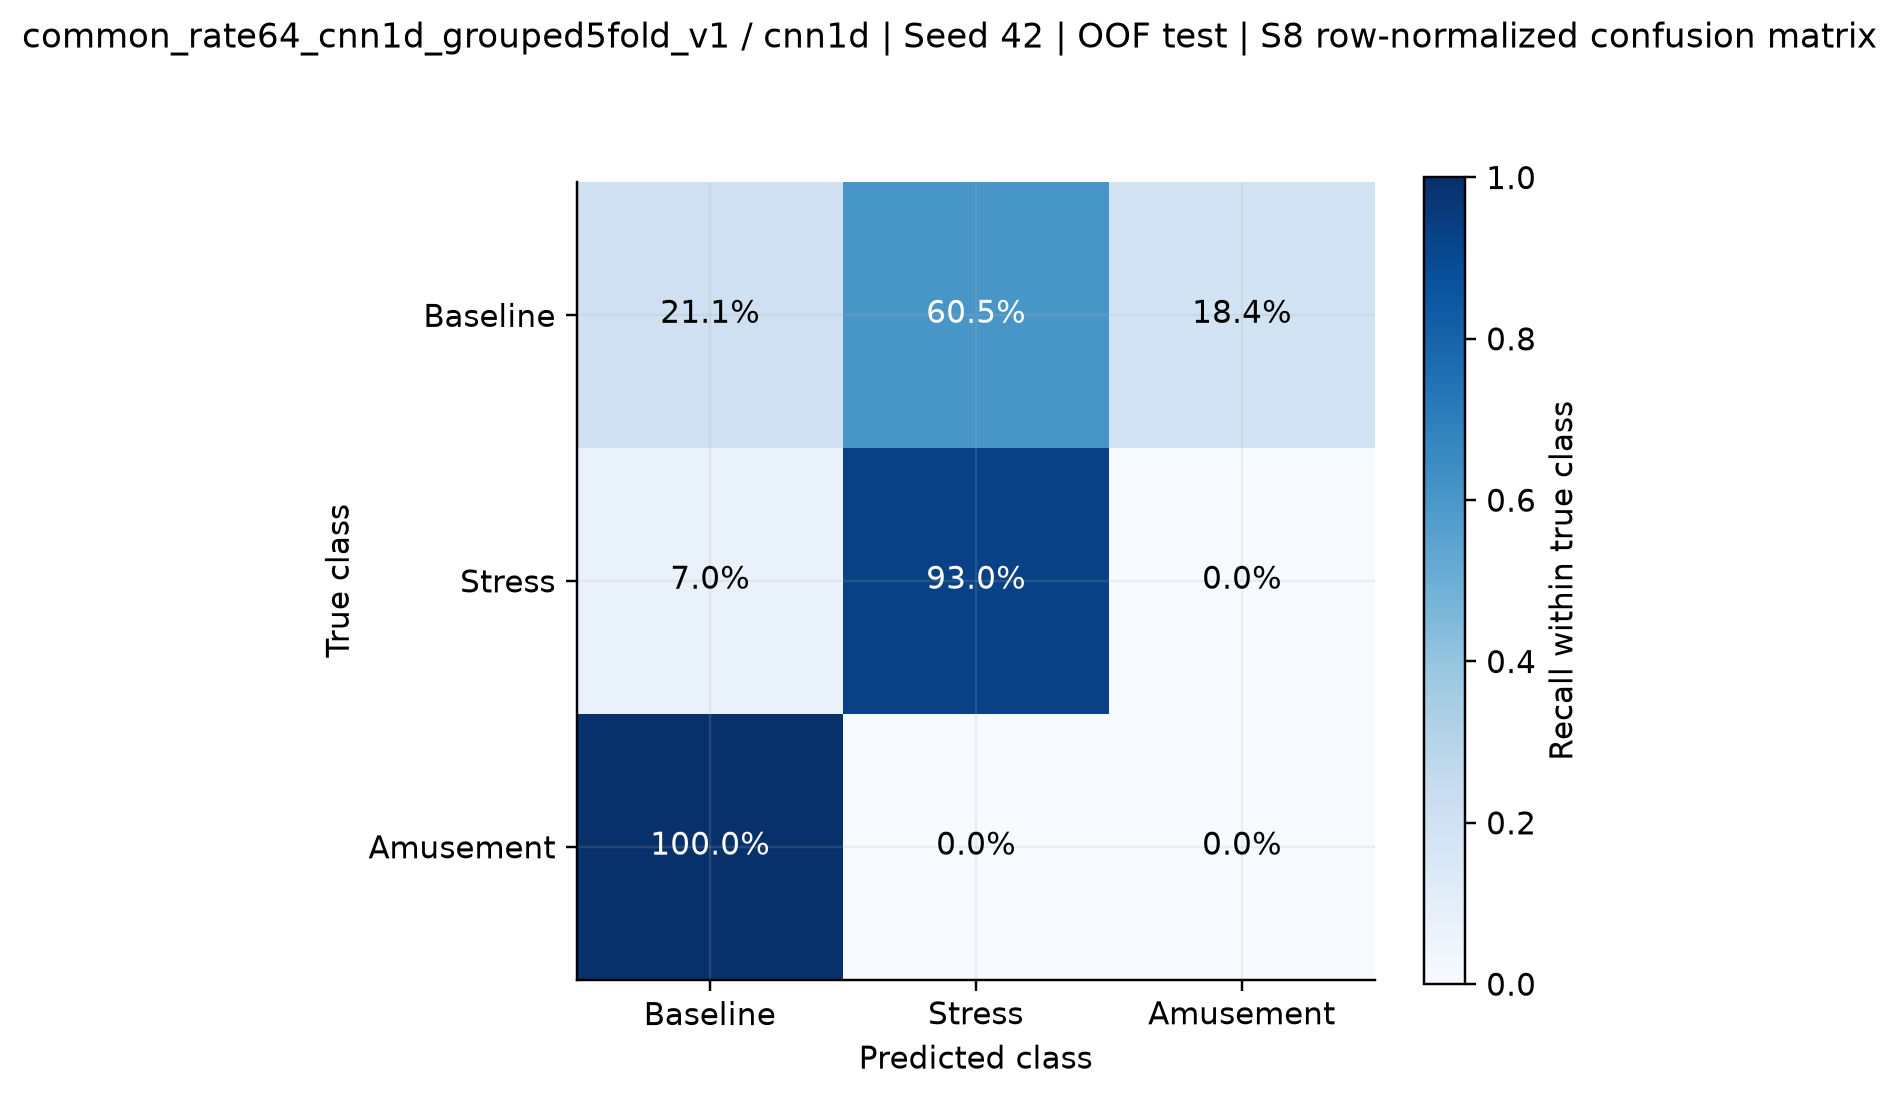 common_rate64_cnn1d_grouped5fold_v1 / cnn1d | Seed 42 | OOF test | S8 row-normalized confusion matrix
True class
Baseline
21.1%
60.5%
18.4%
Stress
7.0%
93.0%
0.0%
Amusement
100.0%
0.0%
0.0%
Baseline
Stress
Amusement
Predicted class
1.0
0.8
0.6
0.4
0.2
0.0
Recall within true class